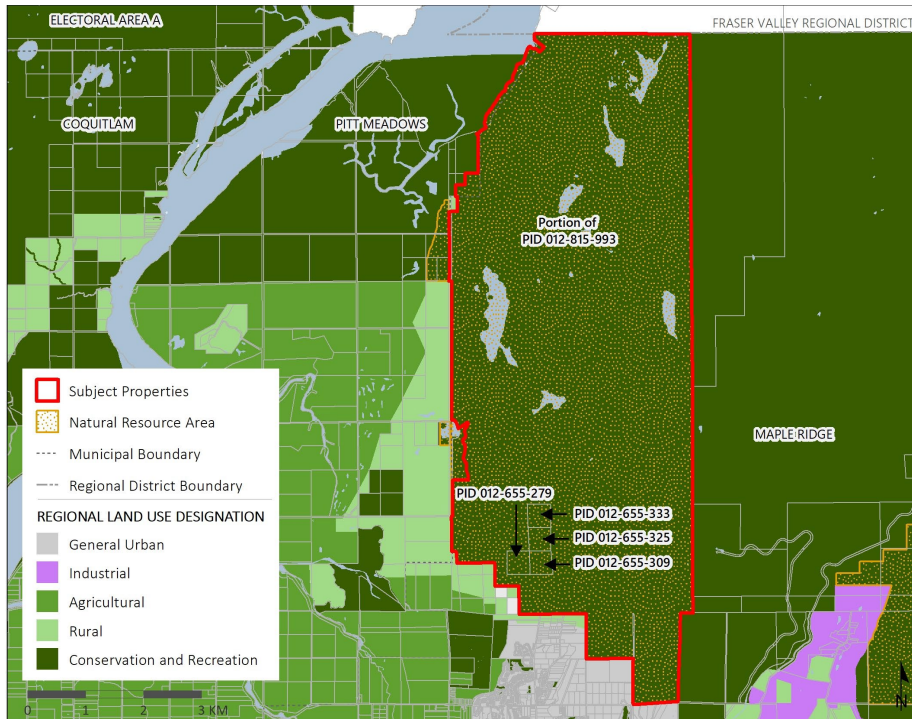 ELECTORAL AREA A
FRASER VALLEY REGIONAL DISTRICT
COQUITLAM
PITT MEADOWS
Portion of
PID 012-815-993
MAPLE RIDGE
PID 012-655-279
PID 012-655-333
PID 012-655-325
PID 012-655-309
Subject Properties
Natural Resource Area
Municipal Boundary
Regional District Boundary
REGIONAL LAND USE DESIGNATION
General Urban
Industrial
Agricultural
Rural
Conservation and Recreation
0 1 2 3 KM
N